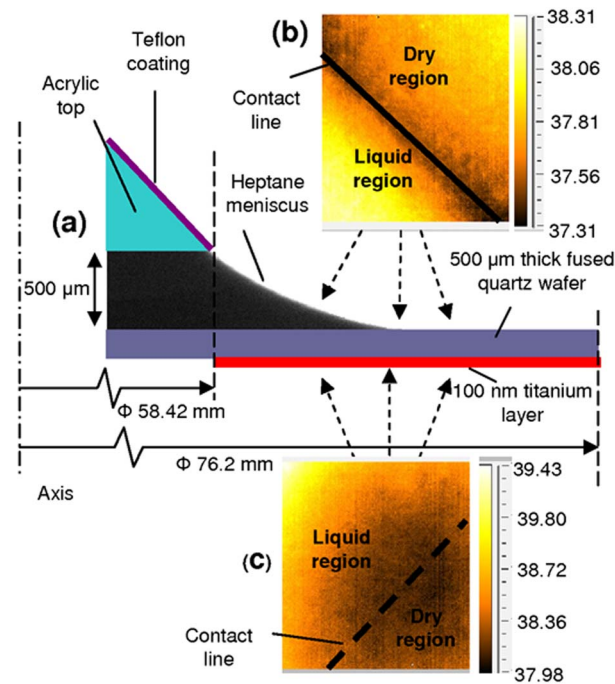 Teflon
coating
Acrylic
top
(a)
500 µm
Heptane
meniscus
(b)
Dry
region
Contact
line
Liquid
region
38.31
38.06
37.81
37.56
37.31
500 µm thick fused
quartz wafer
100 nm titanium
layer
Φ 58.42 mm
Φ 76.2 mm
Axis
(c)
Liquid
region
Dry
region
Contact
line
39.43
39.80
38.72
38.36
37.98